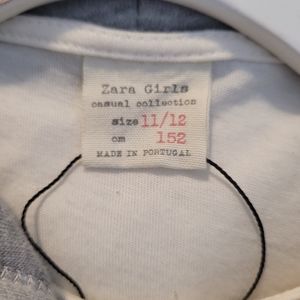 Zara Girls
casual collection
size 11/12
cm 152
MADE IN PORTUGAL